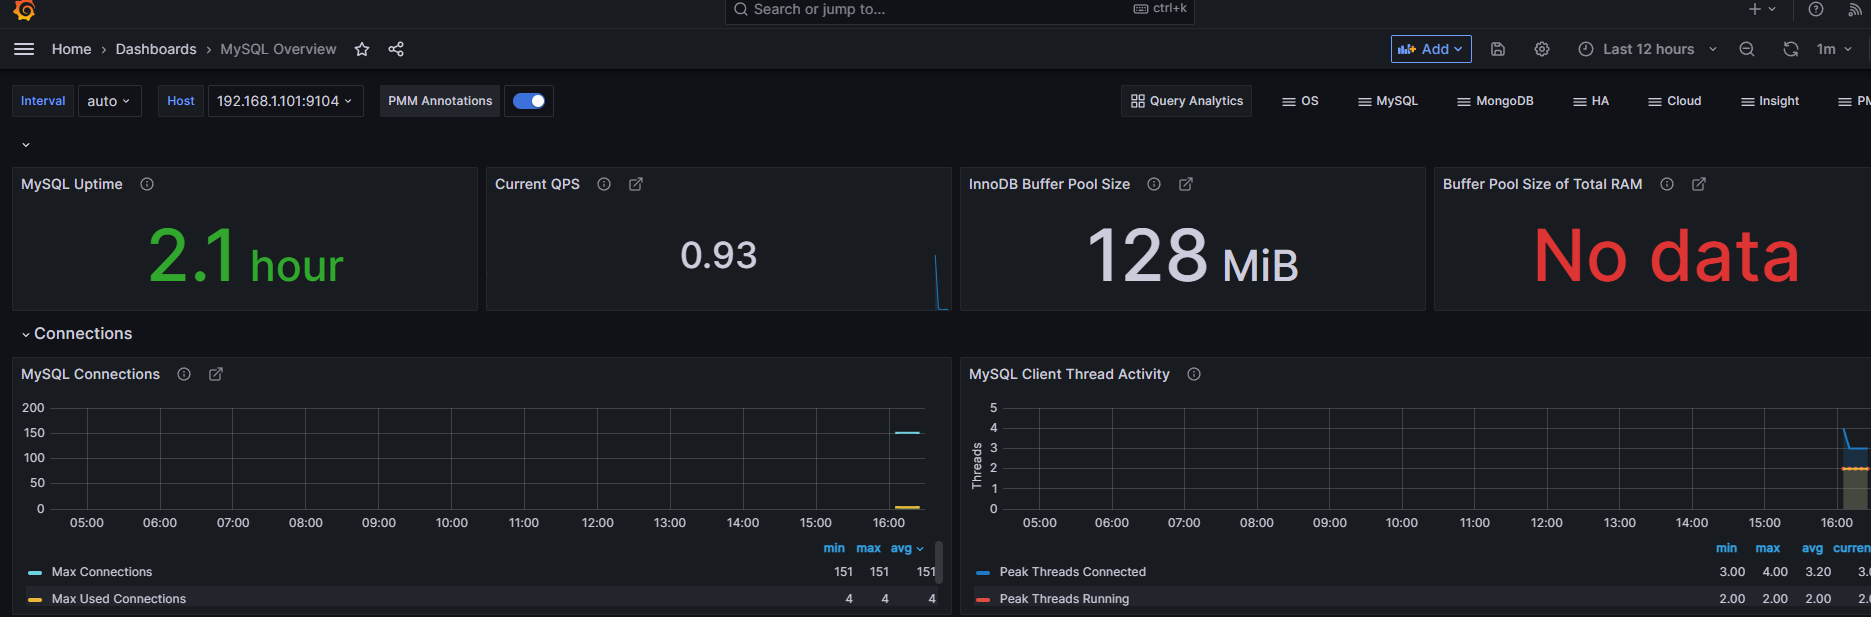 Search or jump to... ctrl+k
Home › Dashboards › MySQL Overview Add Last 12 hours 1m
Interval auto Host 192.168.1.101:9104 PMM Annotations Query Analytics OS MySQL MongoDB HA Cloud Insight
MySQL Uptime Current QPS InnoDB Buffer Pool Size Buffer Pool Size of Total RAM
2.1 hour 0.93 128 MiB No data
Connections
MySQL Connections
200
150
100
50
0
05:00 06:00 07:00 08:00 09:00 10:00 11:00 12:00 13:00 14:00 15:00 16:00
min max avg
Max Connections 151 151 151
Max Used Connections 4 4 4
MySQL Client Thread Activity
Threads
5
4
3
2
1
0
05:00 06:00 07:00 08:00 09:00 10:00 11:00 12:00 13:00 14:00 15:00 16:00
min max avg curren
Peak Threads Connected 3.00 4.00 3.20 3.0
Peak Threads Running 2.00 2.00 2.00 2.0